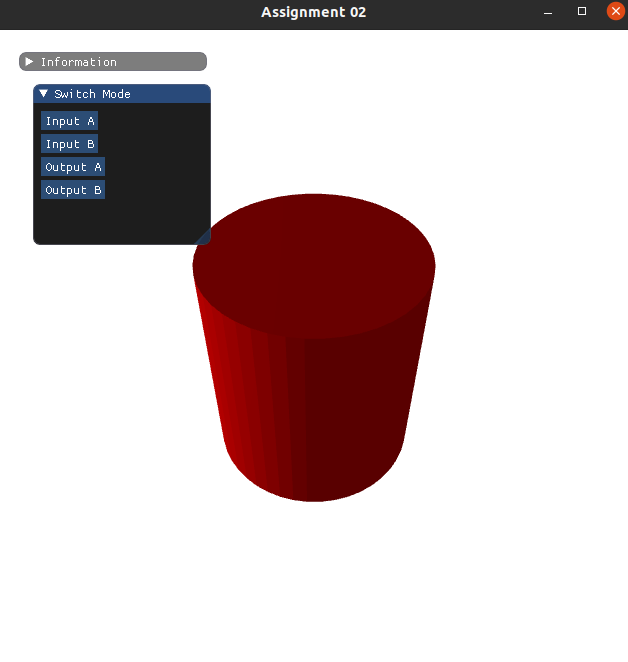 Assignment 02
Information
Switch Mode
Input A
Input B
Output A
Output B